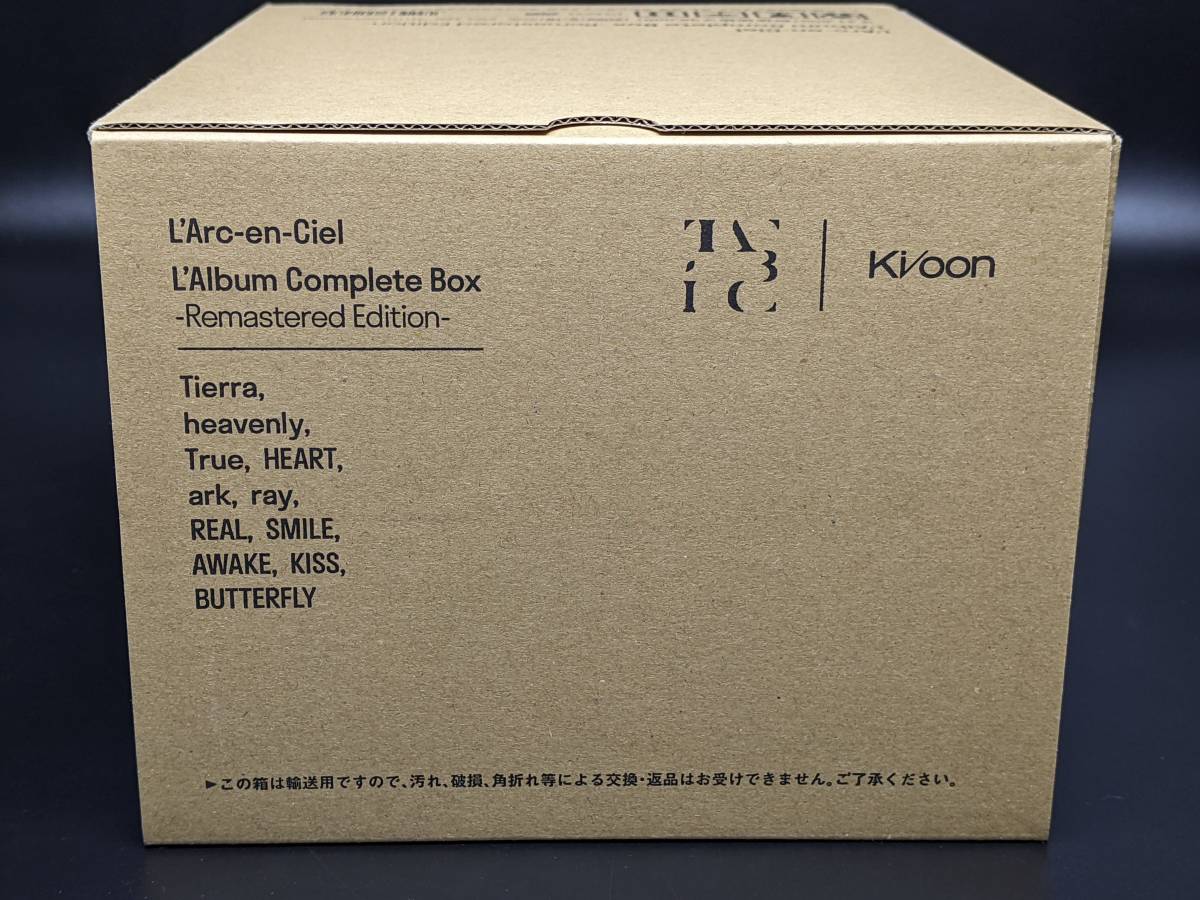 L'Arc-en-Ciel
L'Album Complete Box
-Remastered Edition-
Tierra,
heavenly,
True, HEART,
ark, ray,
REAL, SMILE,
AWAKE, KISS,
BUTTERFLY
Ki/oon
▶この箱は輸送用ですので、汚れ、破損、角折れ等による交換・返品はお受けできません。ご了承ください。